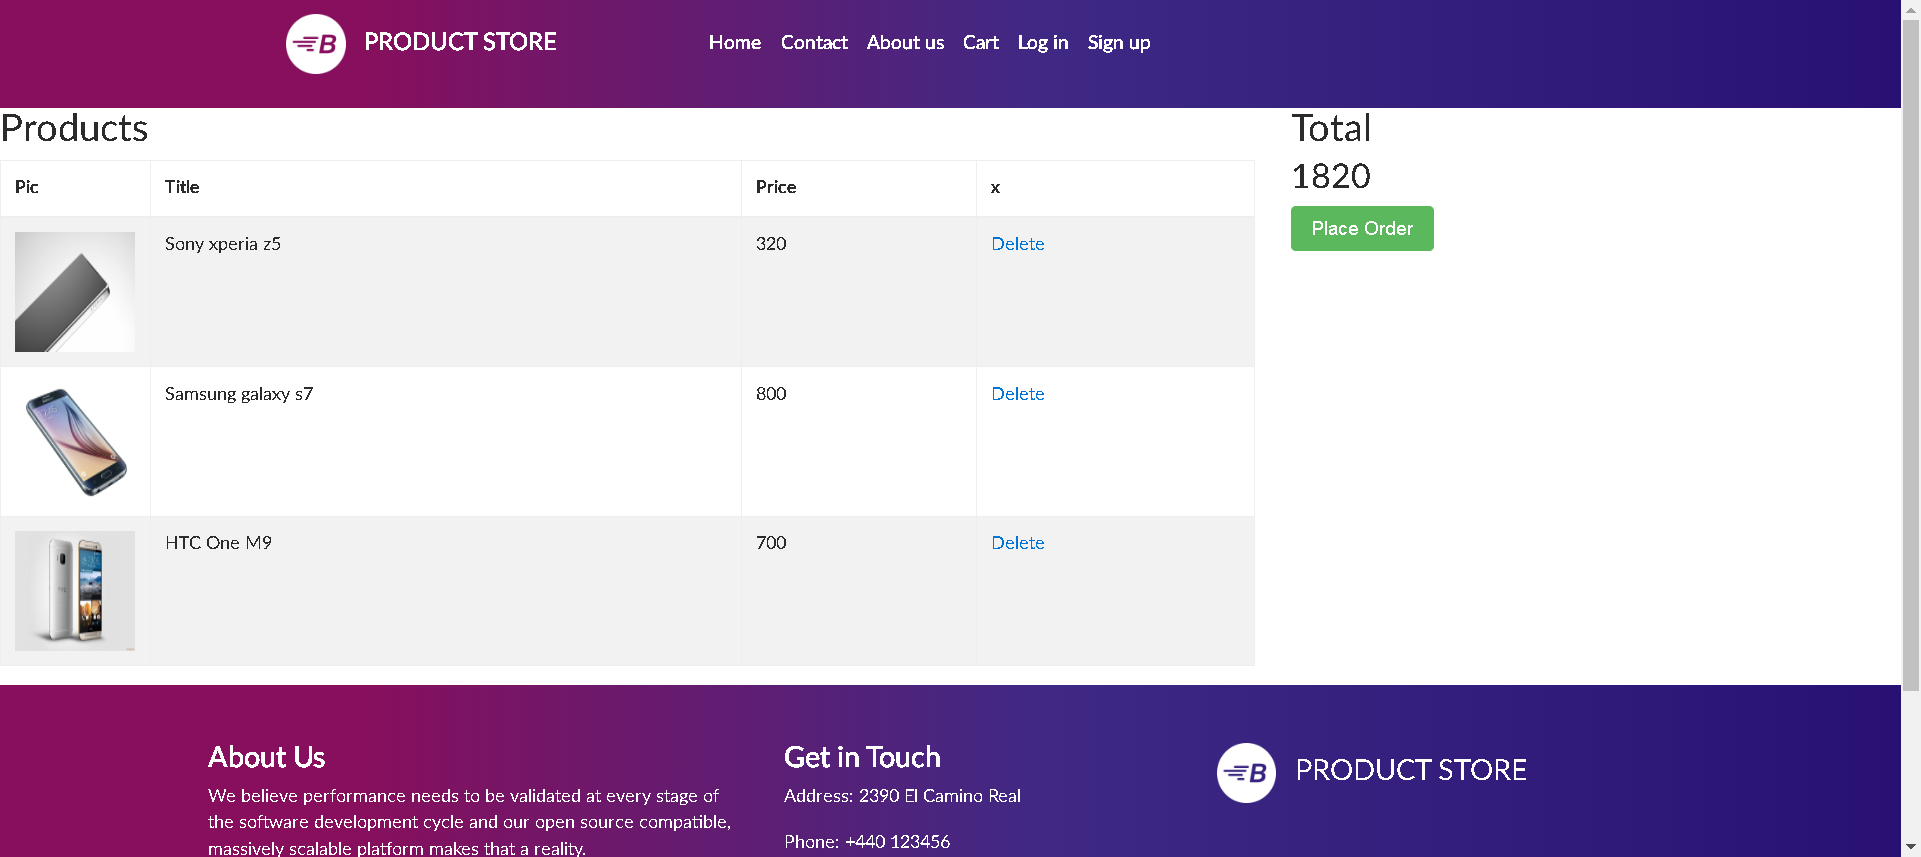 B PRODUCT STORE
Home Contact About us Cart Log in Sign up
Products
Pic Title Price x
Sony xperia z5 320 Delete
Samsung galaxy s7 800 Delete
HTC One M9 700 Delete
Total
1820
Place Order
About Us
We believe performance needs to be validated at every stage of
the software development cycle and our open source compatible,
massively scalable platform makes that a reality.
Get in Touch
Address: 2390 El Camino Real
Phone: +440 123456
B PRODUCT STORE